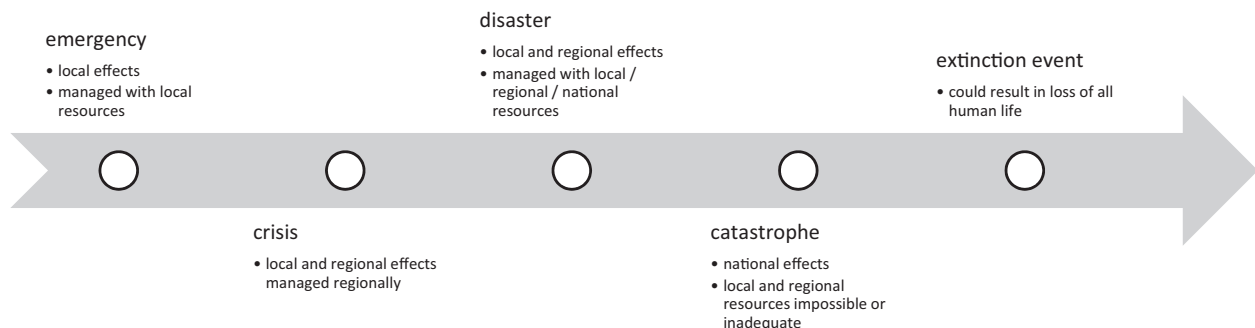 emergency
• local effects
• managed with local
resources
crisis
• local and regional effects
managed regionally
disaster
• local and regional effects
• managed with local /
regional / national
resources
catastrophe
• national effects
• local and regional
resources impossible or
inadequate
extinction event
• could result in loss of all
human life